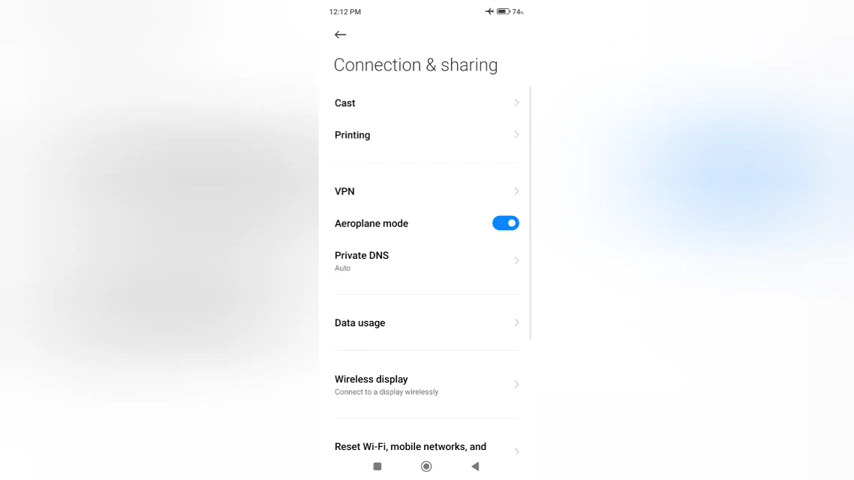 12:12 PM
74%
Connection & sharing
Cast
Printing
VPN
Aeroplane mode
Private DNS
Auto
Data usage
Wireless display
Connect to a display wirelessly
Reset Wi-Fi, mobile networks, and